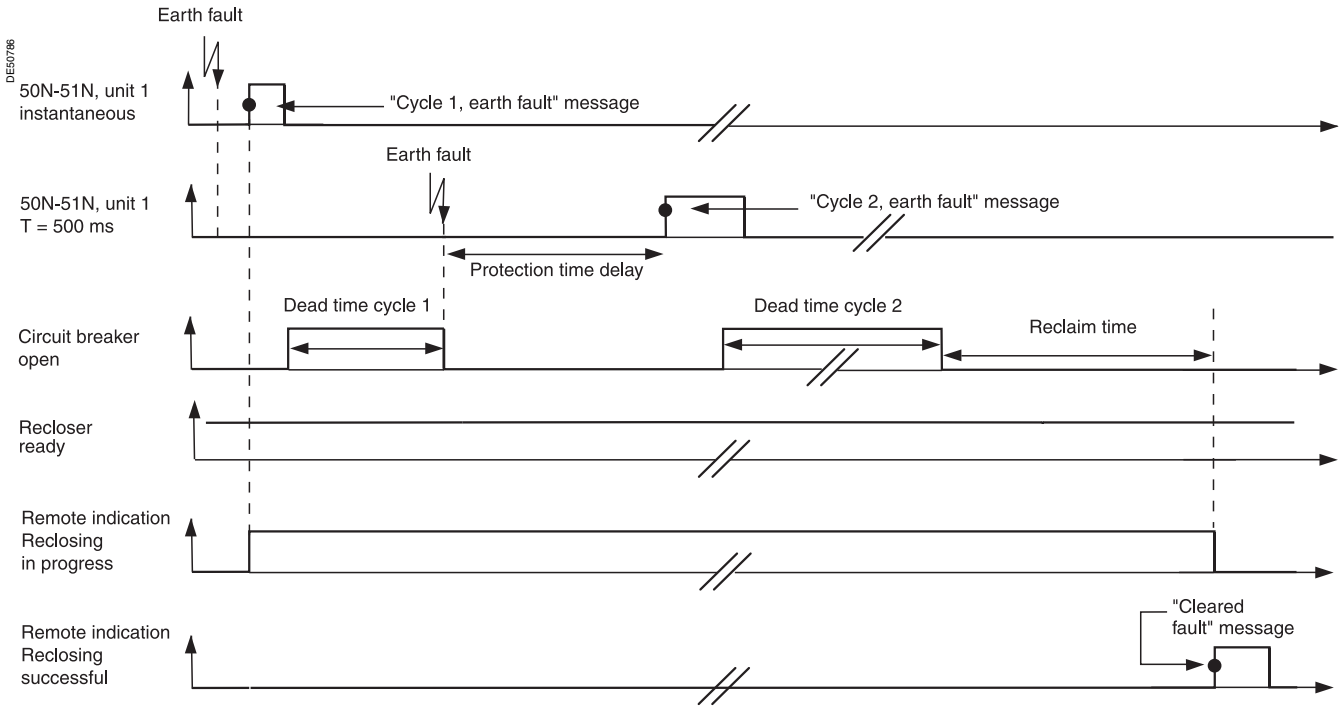 Earth fault
DE50786
50N-51N, unit 1
instantaneous
"Cycle 1, earth fault" message
Earth fault
50N-51N, unit 1
T = 500 ms
"Cycle 2, earth fault" message
Protection time delay
Dead time cycle 1
Dead time cycle 2
Reclaim time
Circuit breaker
open
Recloser
ready
Remote indication
Reclosing
in progress
"Cleared
fault" message
Remote indication
Reclosing
successful